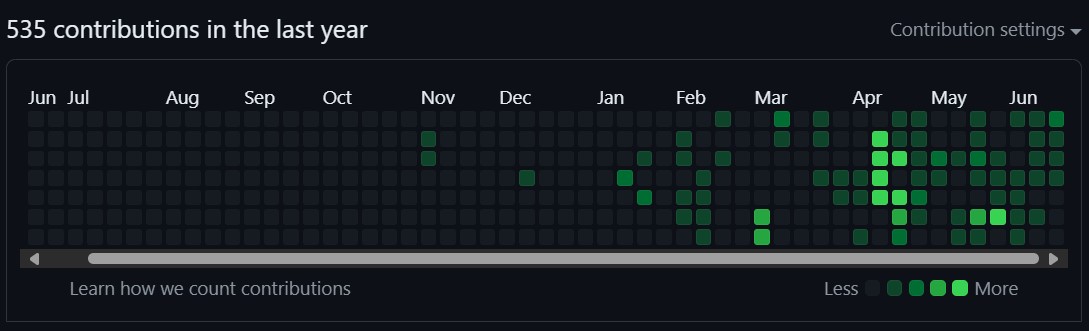 535 contributions in the last year
Contribution settings
Jun Jul Aug Sep Oct Nov Dec Jan Feb Mar Apr May Jun
Learn how we count contributions
Less More